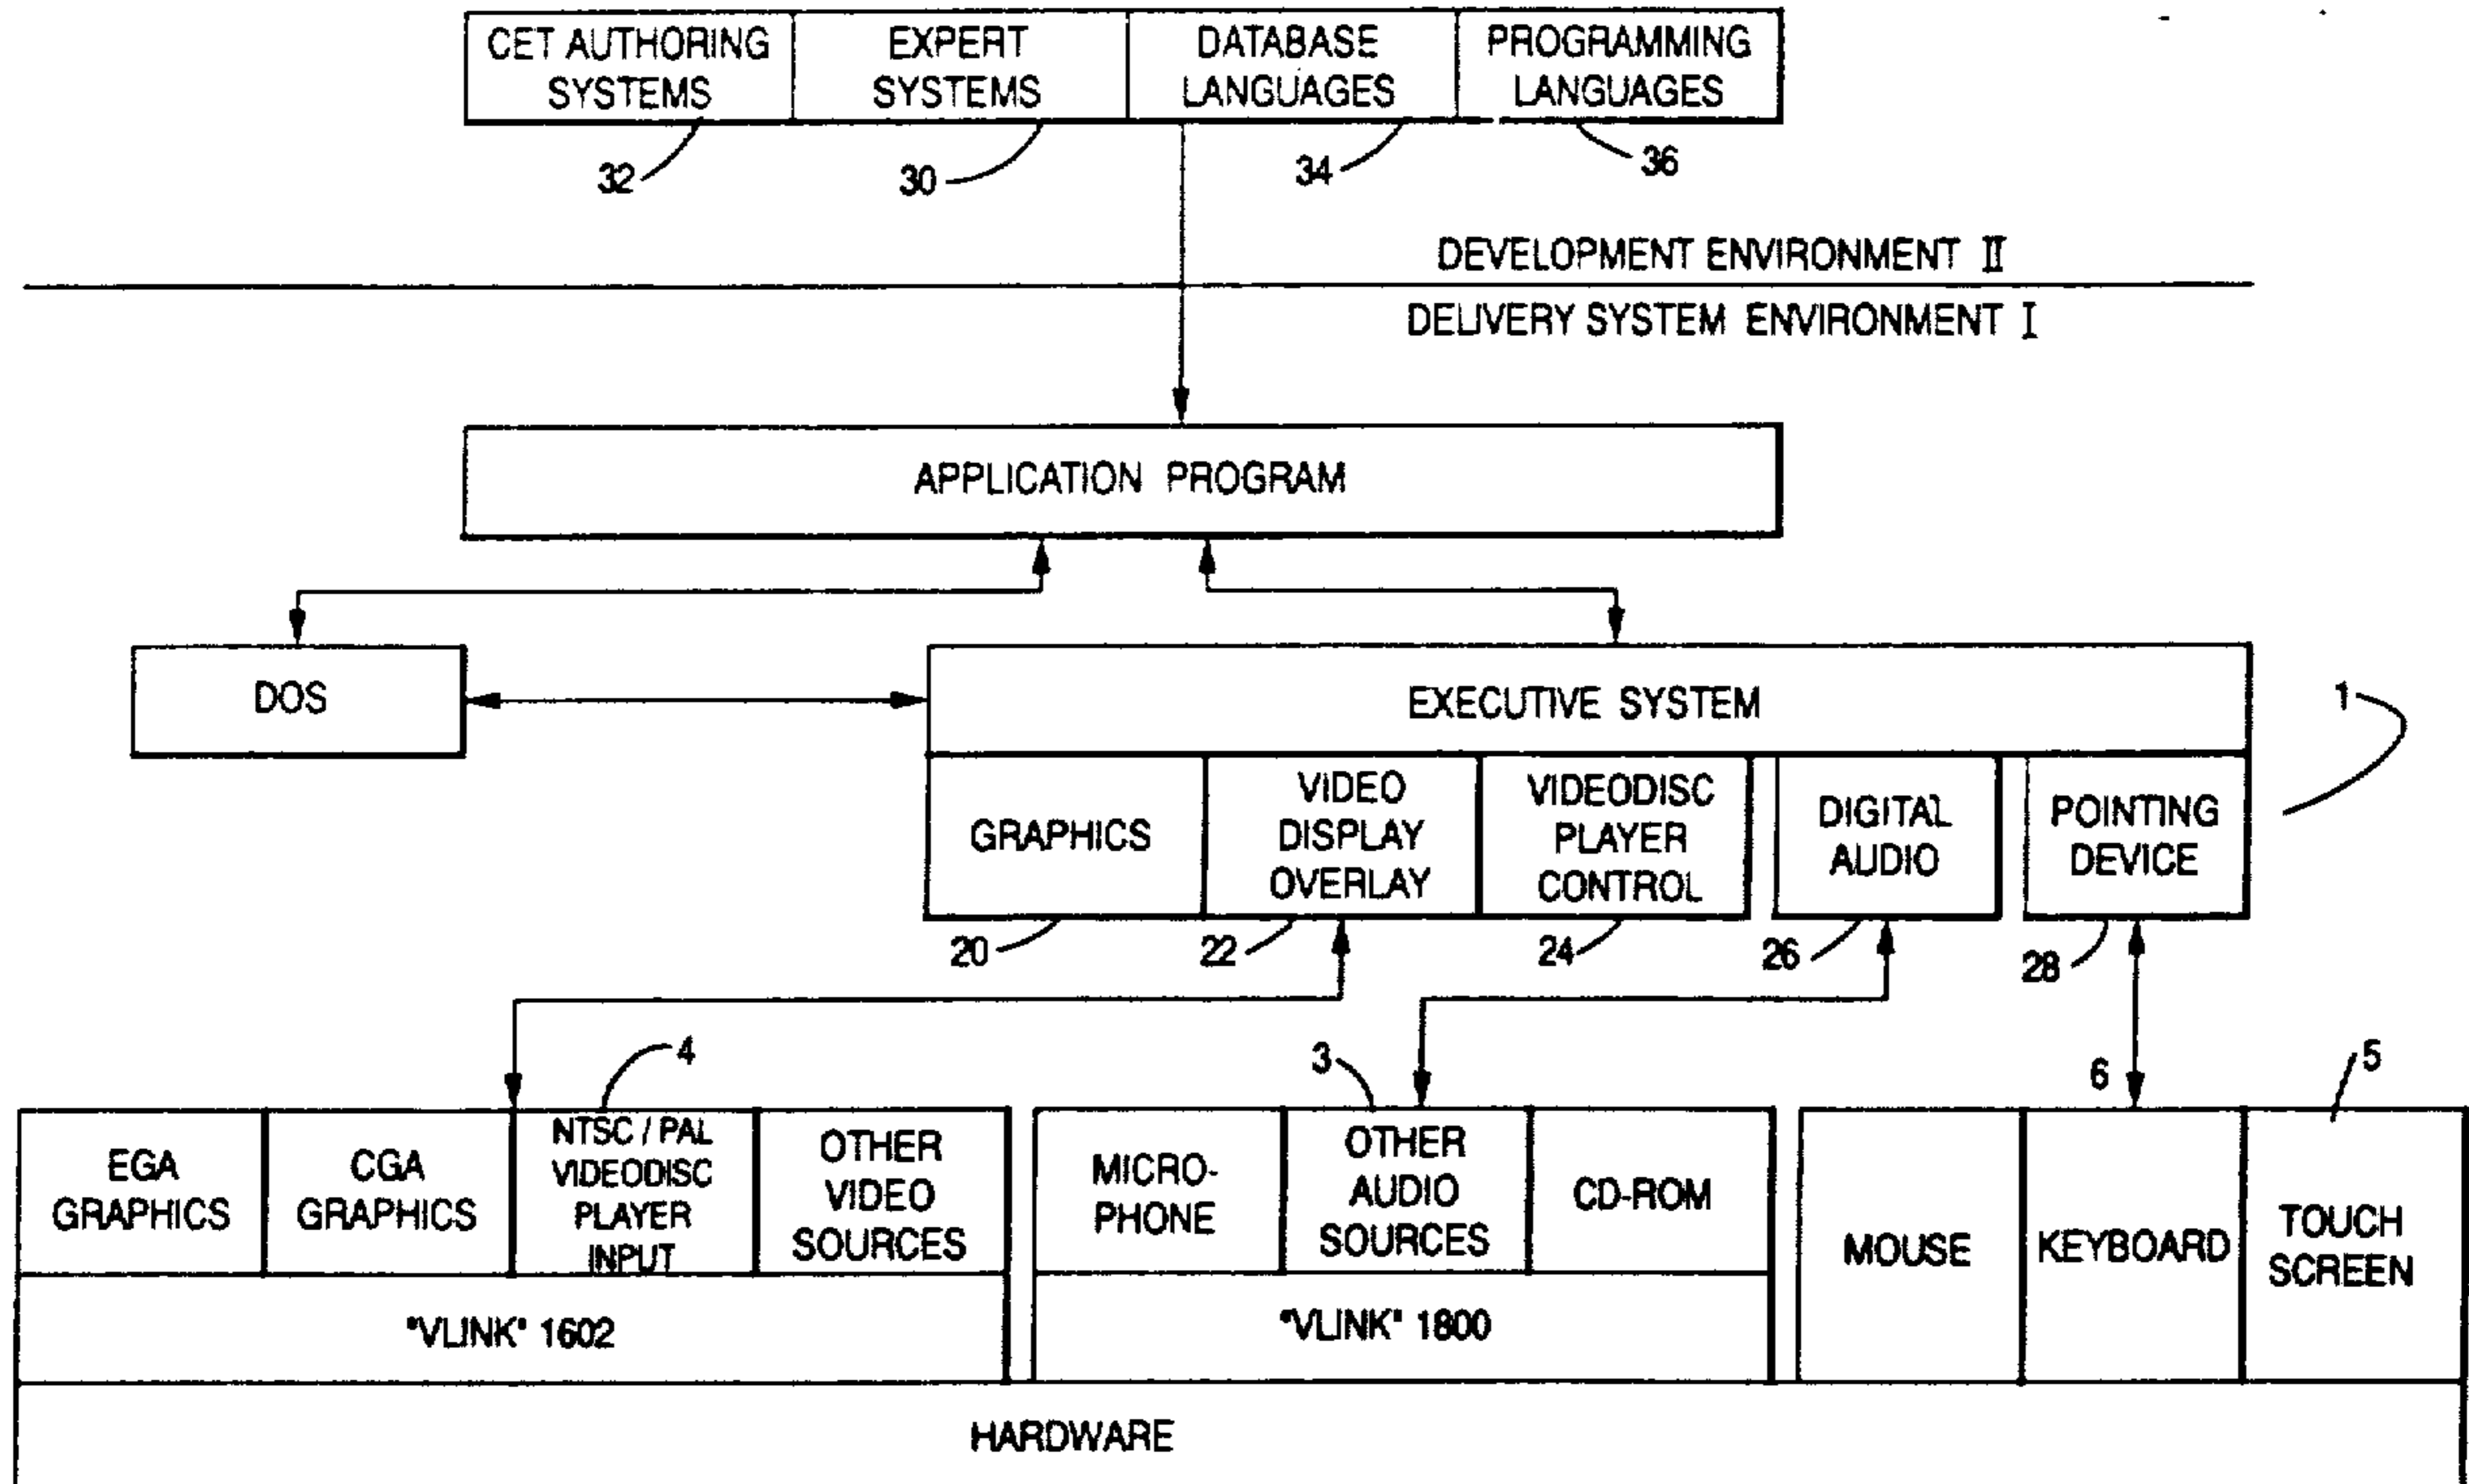 CET AUTHORING
SYSTEMS
EXPERT
SYSTEMS
DATABASE
LANGUAGES
PROGRAMMING
LANGUAGES
32
30
34
36
DEVELOPMENT ENVIRONMENT II
DELIVERY SYSTEM ENVIRONMENT I
APPLICATION PROGRAM
DOS
EXECUTIVE SYSTEM
1
GRAPHICS
VIDEO
DISPLAY
OVERLAY
VIDEODISC
PLAYER
CONTROL
DIGITAL
AUDIO
POINTING
DEVICE
20
22
24
26
28
4
3
6
5
EGA
GRAPHICS
CGA
GRAPHICS
NTSC / PAL
VIDEODISC
PLAYER
INPUT
OTHER
VIDEO
SOURCES
MICRO-
PHONE
OTHER
AUDIO
SOURCES
CD-ROM
MOUSE
KEYBOARD
TOUCH
SCREEN
"VLINK" 1602
"VLINK" 1800
HARDWARE